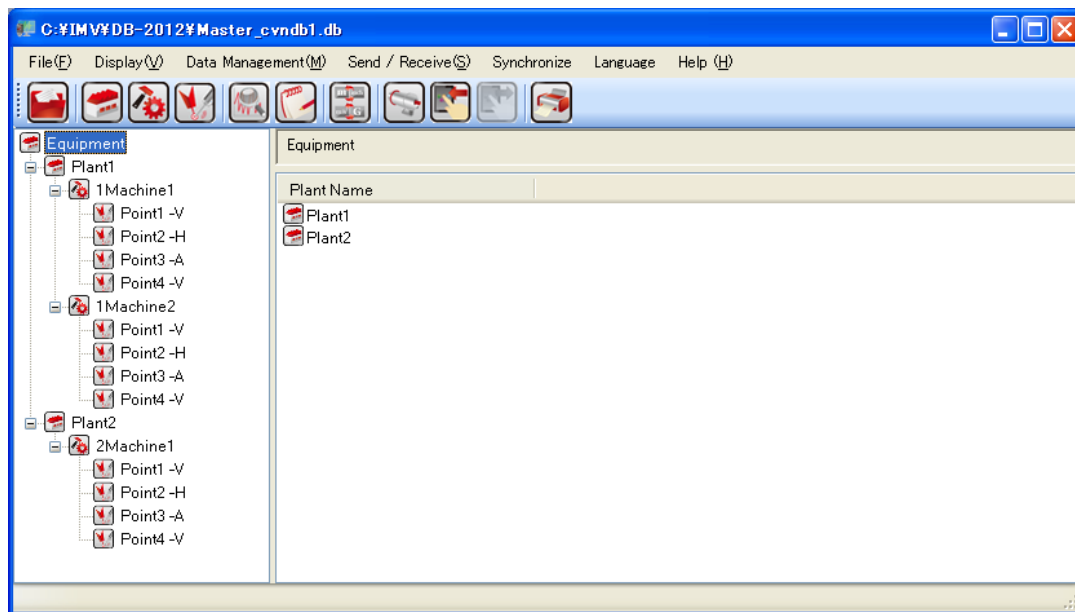 C:¥IMV¥DB-2012¥Master_cvndb1.db
File(F) Display(V) Data Management(M) Send / Receive(S) Synchronize Language Help (H)
Equipment
Plant1
1Machine1
Point1 -V
Point2 -H
Point3 -A
Point4 -V
1Machine2
Point1 -V
Point2 -H
Point3 -A
Point4 -V
Plant2
2Machine1
Point1 -V
Point2 -H
Point3 -A
Point4 -V
Equipment
Plant Name
Plant1
Plant2